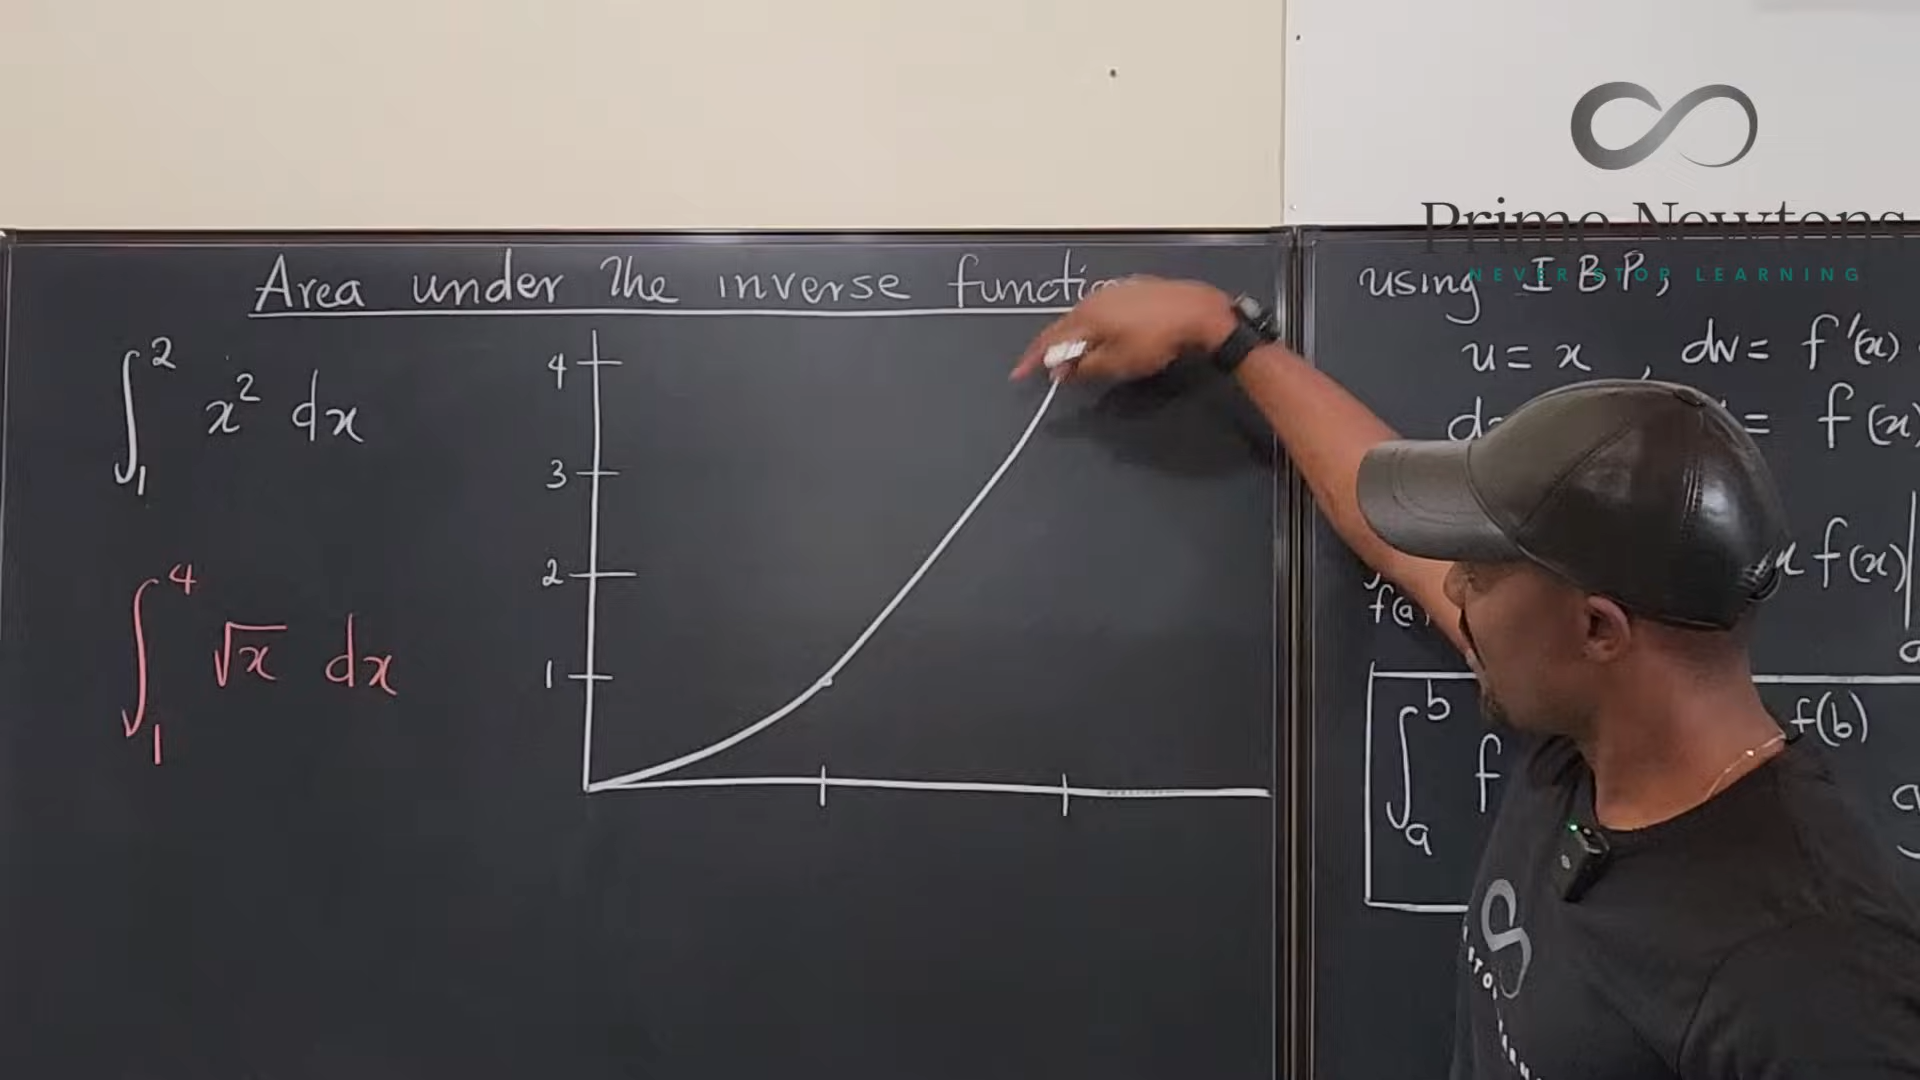 Prime Newtons
NEVER STOP LEARNING
Area under the inverse
∫₁² x² dx
∫₁⁴ √x dx
4
3
2
1
using IBP,
u = x , dv = f'(x)
= f(x)
x f(x)|
f(a)
∫ₐᵇ f
f(b)